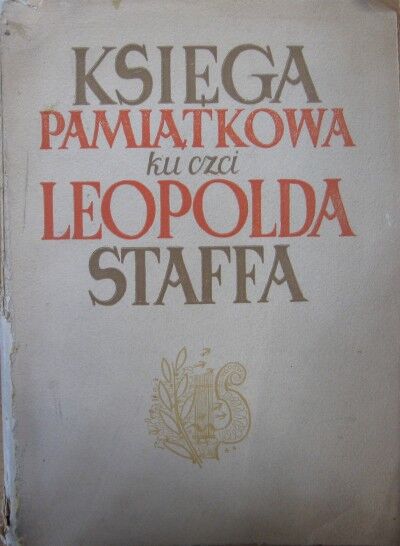 KSIĘGA
PAMIĄTKOWA
ku czci
LEOPOLDA
STAFFA